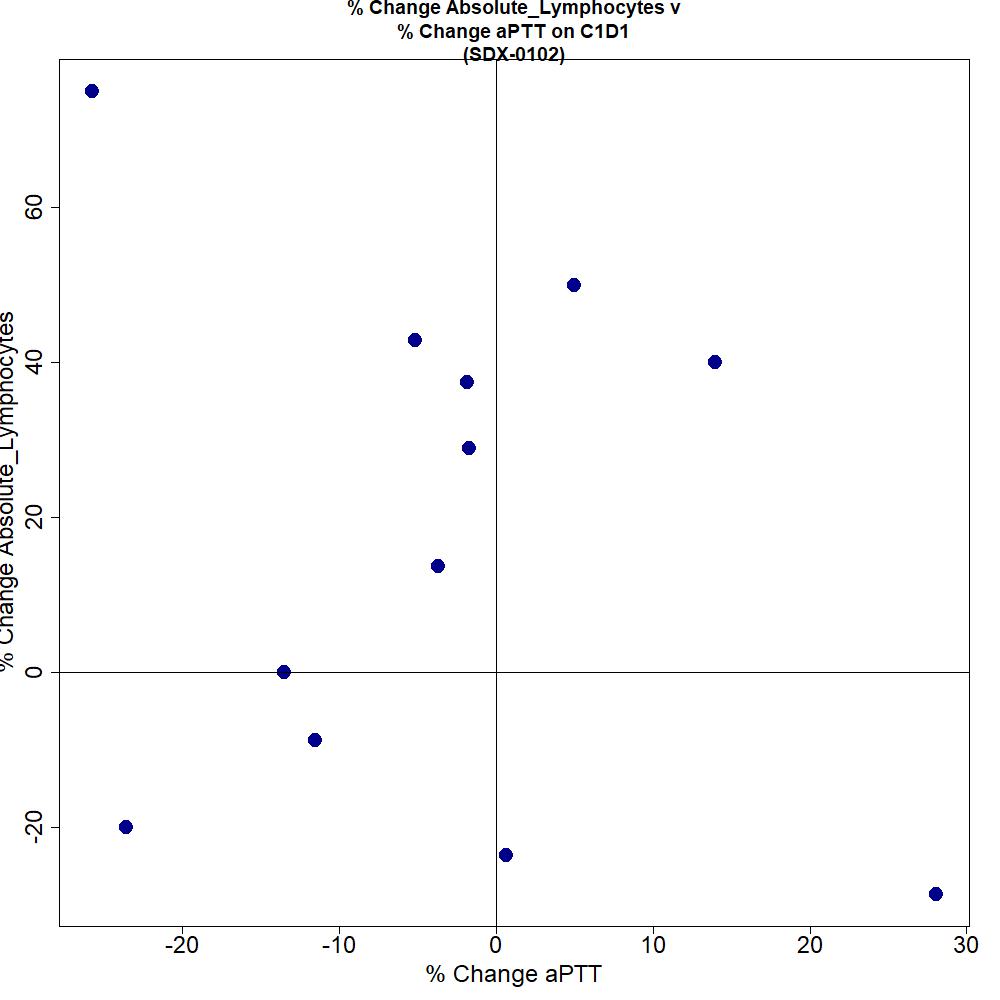 % Change Absolute_Lymphocytes v
% Change aPTT on C1D1
(SDX-0102)
% Change Absolute_Lymphocytes
60
40
20
0
-20
-20
-10
0
10
20
30
% Change aPTT